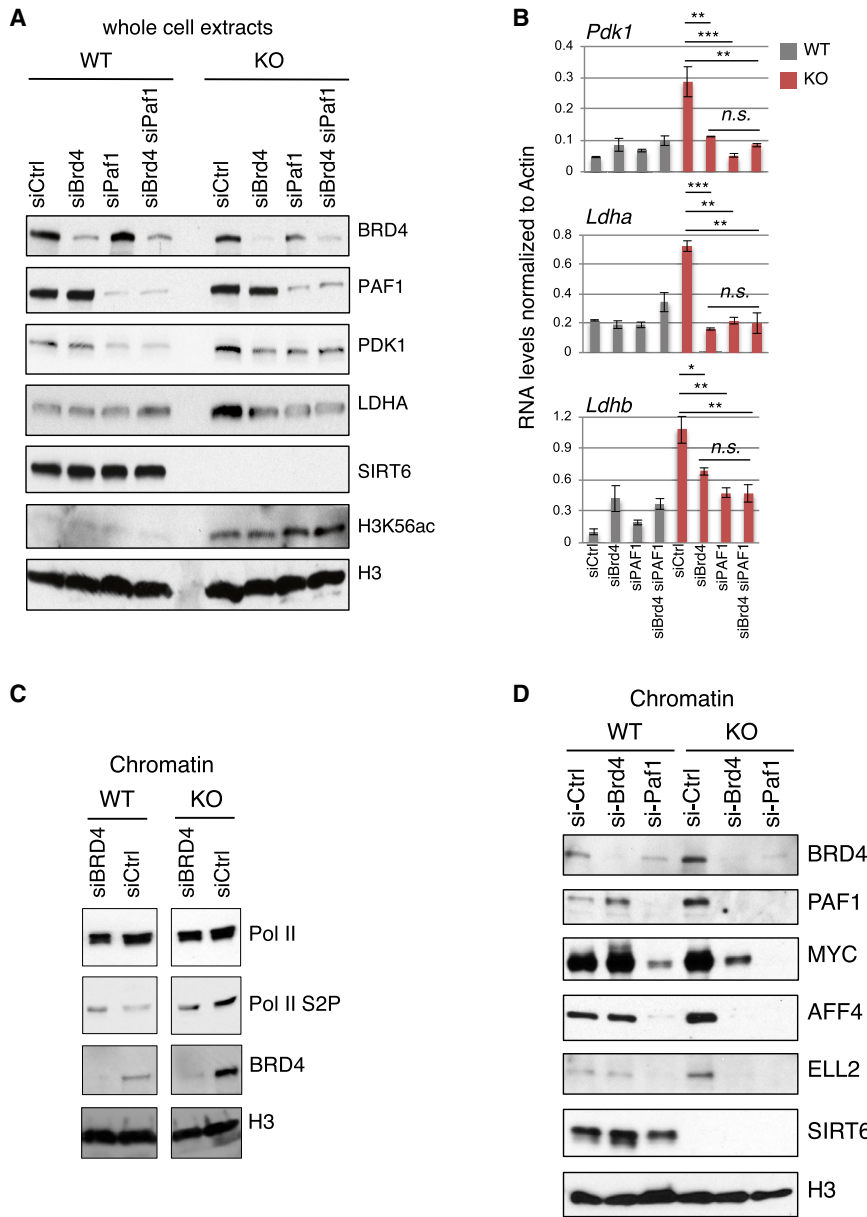 A
whole cell extracts
WT KO
siCtrl siBrd4 siPaf1 siBrd4 siPaf1 siCtrl siBrd4 siPaf1 siBrd4 siPaf1
BRD4
PAF1
PDK1
LDHA
SIRT6
H3K56ac
H3
B
RNA levels normalized to Actin
WT
KO
Pdk1
**
***
**
n.s.
0.4
0.3
0.2
0.1
0
Ldha
***
**
**
n.s.
0.8
0.6
0.4
0.2
0
Ldhb
*
**
**
n.s.
1.2
0.9
0.6
0.3
0
siCtrl siBrd4 siPAF1 siBrd4 siPAF1 siCtrl siBrd4 siPAF1 siBrd4 siPAF1
C
Chromatin
WT KO
siBRD4 siCtrl siBRD4 siCtrl
Pol II
Pol II S2P
BRD4
H3
D
Chromatin
WT KO
si-Ctrl si-Brd4 si-Paf1 si-Ctrl si-Brd4 si-Paf1
BRD4
PAF1
MYC
AFF4
ELL2
SIRT6
H3